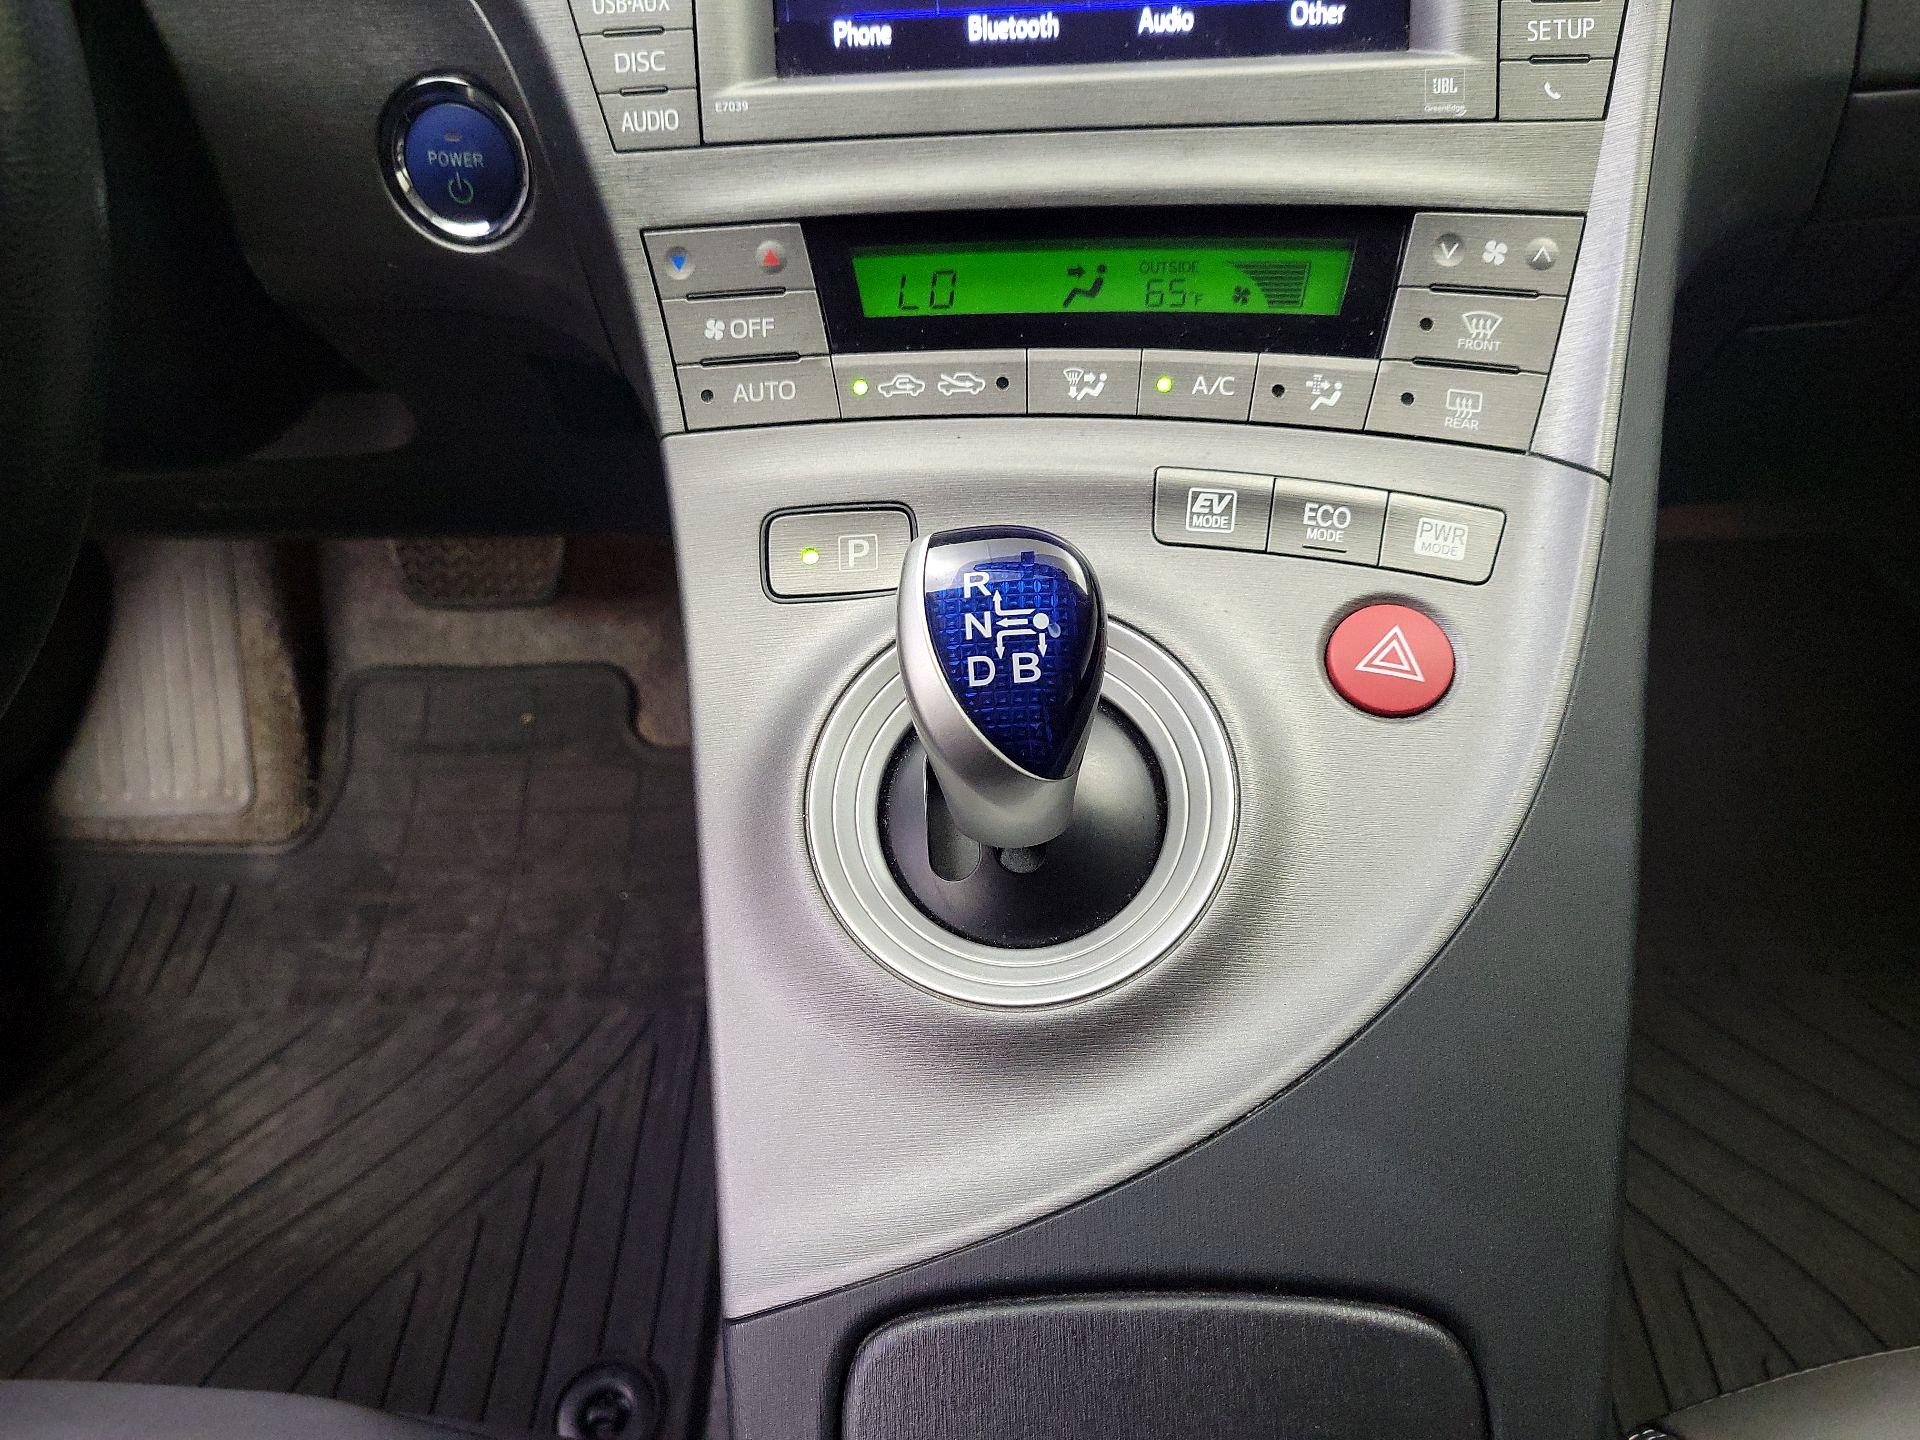 USB·AUX
DISC
AUDIO
Phone Bluetooth Audio Other
SETUP
E7039
JBL
GreenEdge
POWER
LO
OUTSIDE
65°F
OFF
FRONT
AUTO
A/C
REAR
P
EV
MODE
ECO
MODE
PWR
MODE
R
N
D B